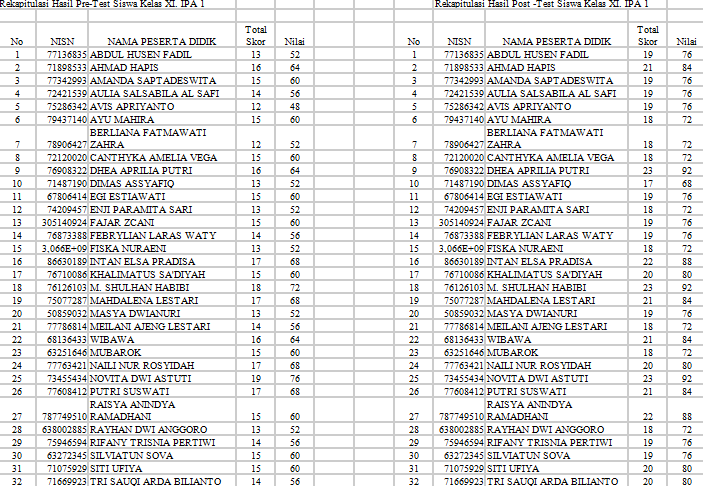 Rekapitulasi Hasil Pre-Test Siswa Kelas XI. IPA 1 Rekapitulasi Hasil Post -Test Siswa Kelas XI. IPA 1
No NISN NAMA PESERTA DIDIK Total Skor Nilai No NISN NAMA PESERTA DIDIK Total Skor Nilai
1 77136835 ABDUL HUSEN FADIL 13 52 1 77136835 ABDUL HUSEN FADIL 19 76
2 71898533 AHMAD HAPIS 16 64 2 71898533 AHMAD HAPIS 21 84
3 77342993 AMANDA SAPTADESWITA 15 60 3 77342993 AMANDA SAPTADESWITA 19 76
4 72421539 AULIA SALSABILA AL SAFI 14 56 4 72421539 AULIA SALSABILA AL SAFI 19 76
5 75286342 AVIS APRIYANTO 12 48 5 75286342 AVIS APRIYANTO 19 76
6 79437140 AYU MAHIRA 15 60 6 79437140 AYU MAHIRA 18 72
7 78906427 BERLIANA FATMAWATI ZAHRA 12 52 7 78906427 BERLIANA FATMAWATI ZAHRA 18 72
8 72120020 CANTHYKA AMELIA VEGA 15 60 8 72120020 CANTHYKA AMELIA VEGA 18 72
9 76908322 DHEA APRILIA PUTRI 16 64 9 76908322 DHEA APRILIA PUTRI 23 92
10 71487190 DIMAS ASSYAFIQ 13 52 10 71487190 DIMAS ASSYAFIQ 17 68
11 67806414 EGI ESTIAWATI 15 60 11 67806414 EGI ESTIAWATI 19 76
12 74209457 ENJI PARAMITA SARI 13 52 12 74209457 ENJI PARAMITA SARI 18 72
13 305140924 FAJAR ZCANI 15 60 13 305140924 FAJAR ZCANI 19 76
14 76873388 FEBRYLIAN LARAS WATY 14 56 14 76873388 FEBRYLIAN LARAS WATY 19 76
15 3,066E+09 FISKA NURAENI 13 52 15 3,066E+09 FISKA NURAENI 18 72
16 86630189 INTAN ELSA PRADISA 17 68 16 86630189 INTAN ELSA PRADISA 22 88
17 76710086 KHALIMATUS SA'DIYAH 15 60 17 76710086 KHALIMATUS SA'DIYAH 20 80
18 76126103 M. SHULHAN HABIBI 18 72 18 76126103 M. SHULHAN HABIBI 23 92
19 75077287 MAHDALENA LESTARI 17 68 19 75077287 MAHDALENA LESTARI 21 84
20 50859032 MASYA DWIANURI 13 52 20 50859032 MASYA DWIANURI 19 76
21 77786814 MEILANI AJENG LESTARI 14 56 21 77786814 MEILANI AJENG LESTARI 18 72
22 68136433 WIBAWA 16 64 22 68136433 WIBAWA 21 84
23 63251646 MUBAROK 15 60 23 63251646 MUBAROK 18 72
24 77763421 NAILI NUR ROSYIDAH 17 68 24 77763421 NAILI NUR ROSYIDAH 20 80
25 73455434 NOVITA DWI ASTUTI 19 76 25 73455434 NOVITA DWI ASTUTI 23 92
26 77608412 PUTRI SUSWATI 17 68 26 77608412 PUTRI SUSWATI 21 84
27 787749510 RAISYA ANINDYA RAMADHANI 15 60 27 787749510 RAISYA ANINDYA RAMADHANI 22 88
28 638002885 RAYHAN DWI ANGGORO 13 52 28 638002885 RAYHAN DWI ANGGORO 18 72
29 75946594 RIFANY TRISNIA PERTIWI 14 56 29 75946594 RIFANY TRISNIA PERTIWI 19 76
30 63272345 SILVIATUN SOVA 15 60 30 63272345 SILVIATUN SOVA 19 76
31 71075929 SITI UFIYA 15 60 31 71075929 SITI UFIYA 20 80
32 71669923 TRI SAUQI ARDA BILIANTO 14 56 32 71669923 TRI SAUQI ARDA BILIANTO 20 80